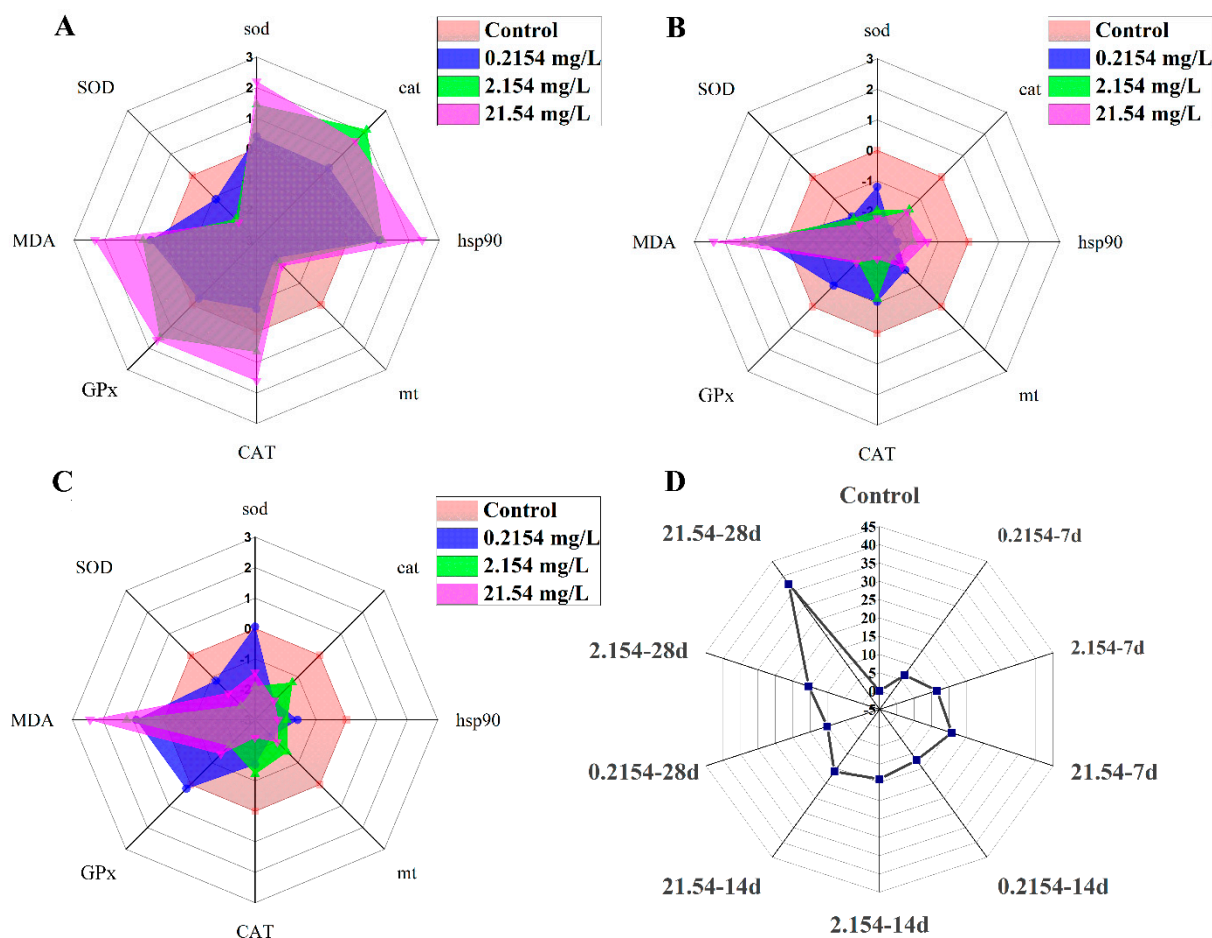 A
sod
cat
hsp90
mt
CAT
GPx
MDA
SOD
3
2
1
0
Control
0.2154 mg/L
2.154 mg/L
21.54 mg/L
B
sod
cat
hsp90
mt
CAT
GPx
MDA
SOD
3
2
1
0
-1
-2
Control
0.2154 mg/L
2.154 mg/L
21.54 mg/L
C
sod
cat
hsp90
mt
CAT
GPx
MDA
SOD
3
2
1
0
-1
Control
0.2154 mg/L
2.154 mg/L
21.54 mg/L
D
Control
0.2154-7d
2.154-7d
21.54-7d
0.2154-14d
2.154-14d
21.54-14d
0.2154-28d
2.154-28d
21.54-28d
45
40
35
30
25
20
15
10
5
0
-5